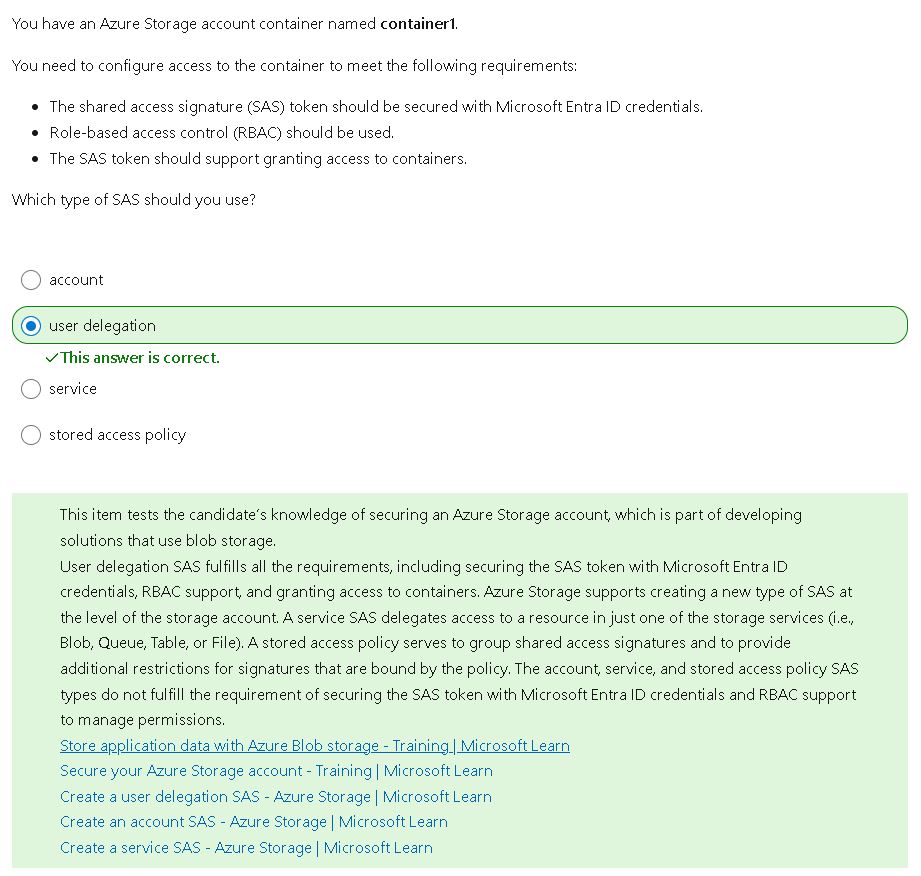 You have an Azure Storage account container named container1.
You need to configure access to the container to meet the following requirements:
The shared access signature (SAS) token should be secured with Microsoft Entra ID credentials.
Role-based access control (RBAC) should be used.
The SAS token should support granting access to containers.
Which type of SAS should you use?
account
user delegation
✓This answer is correct.
service
stored access policy
This item tests the candidate’s knowledge of securing an Azure Storage account, which is part of developing
solutions that use blob storage.
User delegation SAS fulfills all the requirements, including securing the SAS token with Microsoft Entra ID
credentials, RBAC support, and granting access to containers. Azure Storage supports creating a new type of SAS at
the level of the storage account. A service SAS delegates access to a resource in just one of the storage services (i.e.,
Blob, Queue, Table, or File). A stored access policy serves to group shared access signatures and to provide
additional restrictions for signatures that are bound by the policy. The account, service, and stored access policy SAS
types do not fulfill the requirement of securing the SAS token with Microsoft Entra ID credentials and RBAC support
to manage permissions.
Store application data with Azure Blob storage - Training | Microsoft Learn
Secure your Azure Storage account - Training | Microsoft Learn
Create a user delegation SAS - Azure Storage | Microsoft Learn
Create an account SAS - Azure Storage | Microsoft Learn
Create a service SAS - Azure Storage | Microsoft Learn